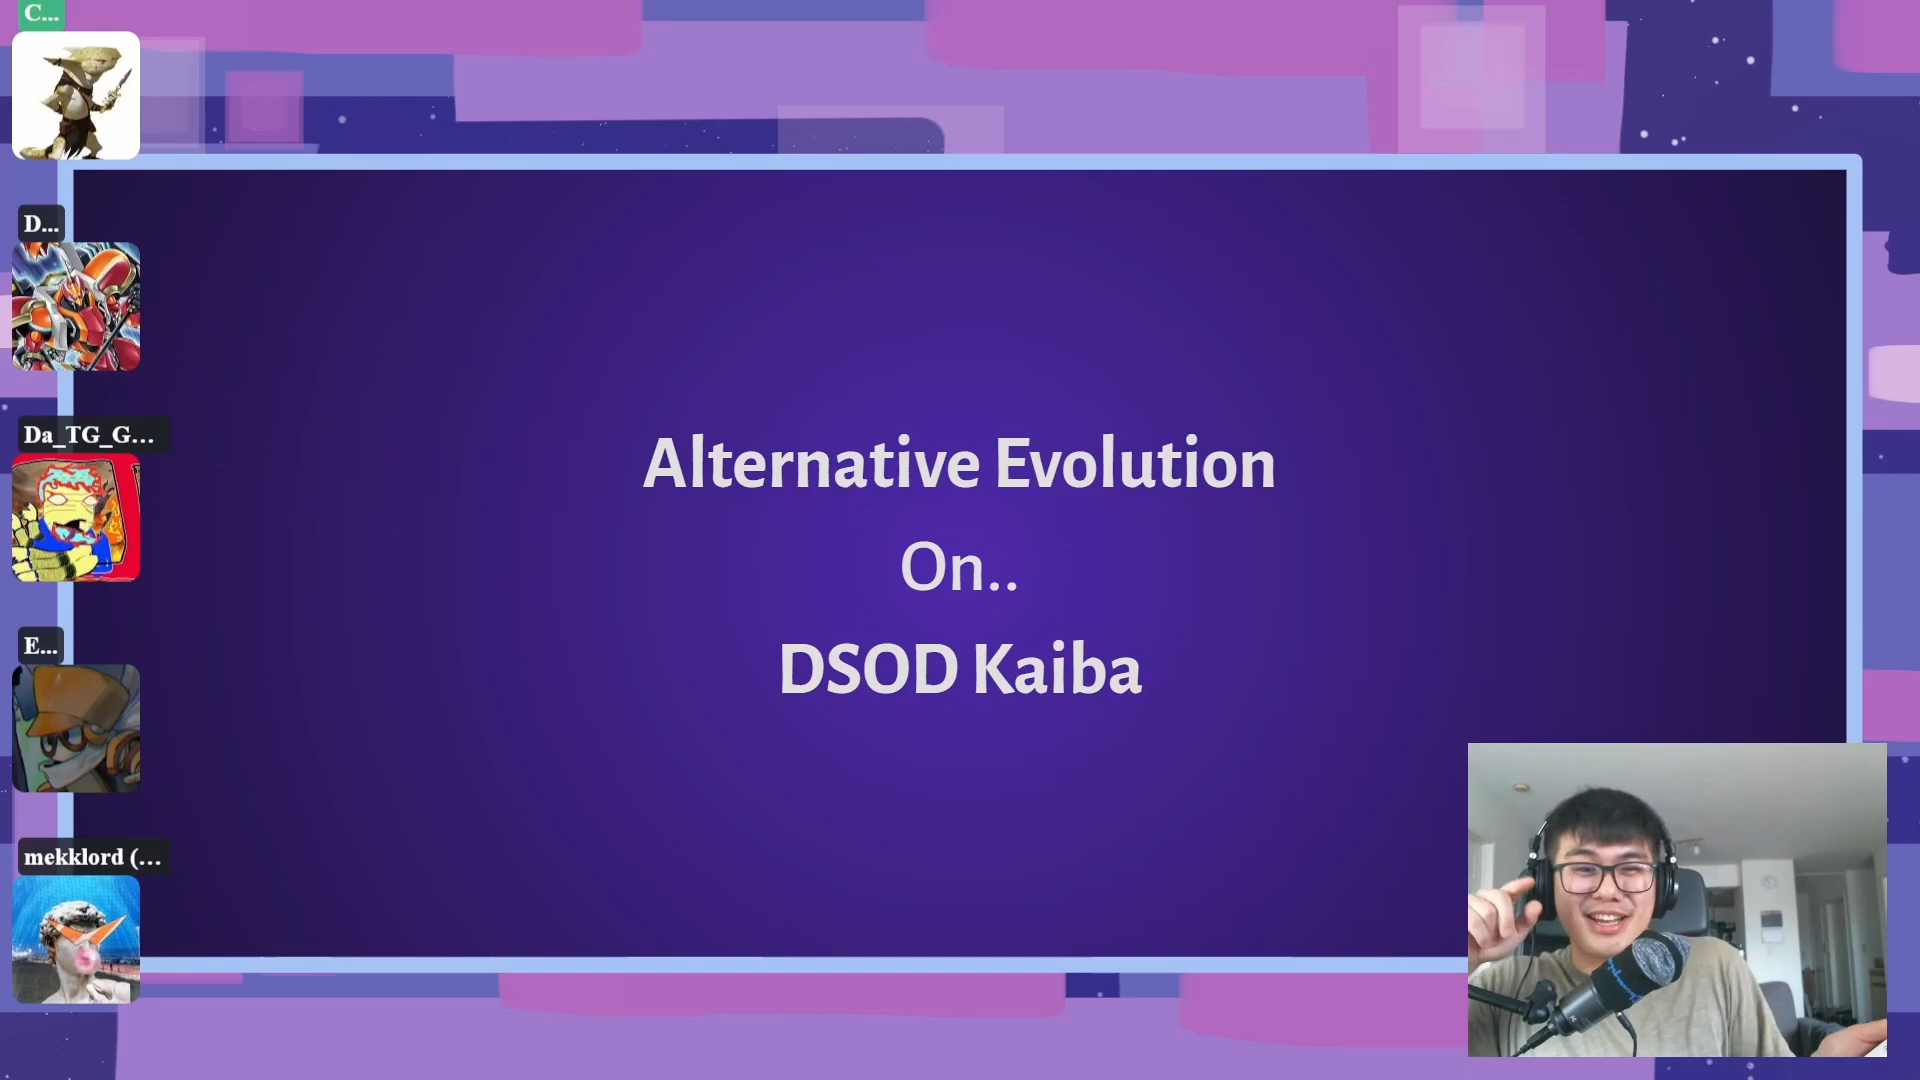 C...
D...
Da_TG_G...
E...
mekklord (...
Alternative Evolution
On..
DSOD Kaiba